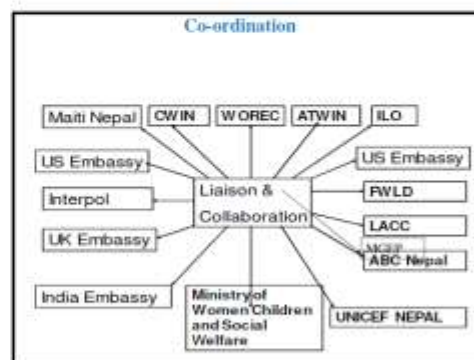 Co-ordination
Maiti Nepal
CWIN
WOREC
ATWIN
ILO
US Embassy
US Embassy
Interpol
Liaison &
Collaboration
FWLD
UK Embassy
LACC
MGEP
ABC Nepal
India Embassy
Ministry of
Women Children
and Social
Welfare
UNICEF NEPAL